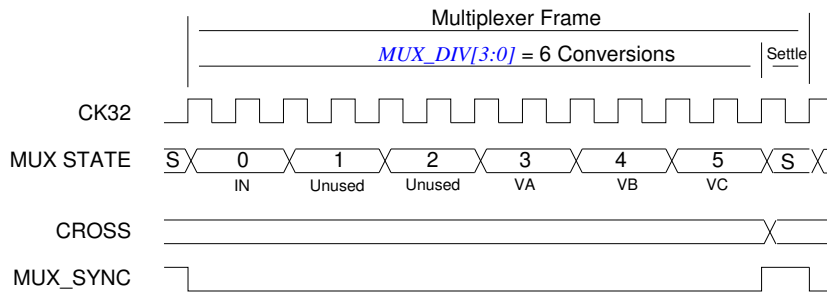 Multiplexer Frame
MUX_DIV[3:0] = 6 Conversions
Settle
CK32
MUX STATE S 0 1 2 3 4 5 S
IN Unused Unused VA VB VC
CROSS
MUX_SYNC